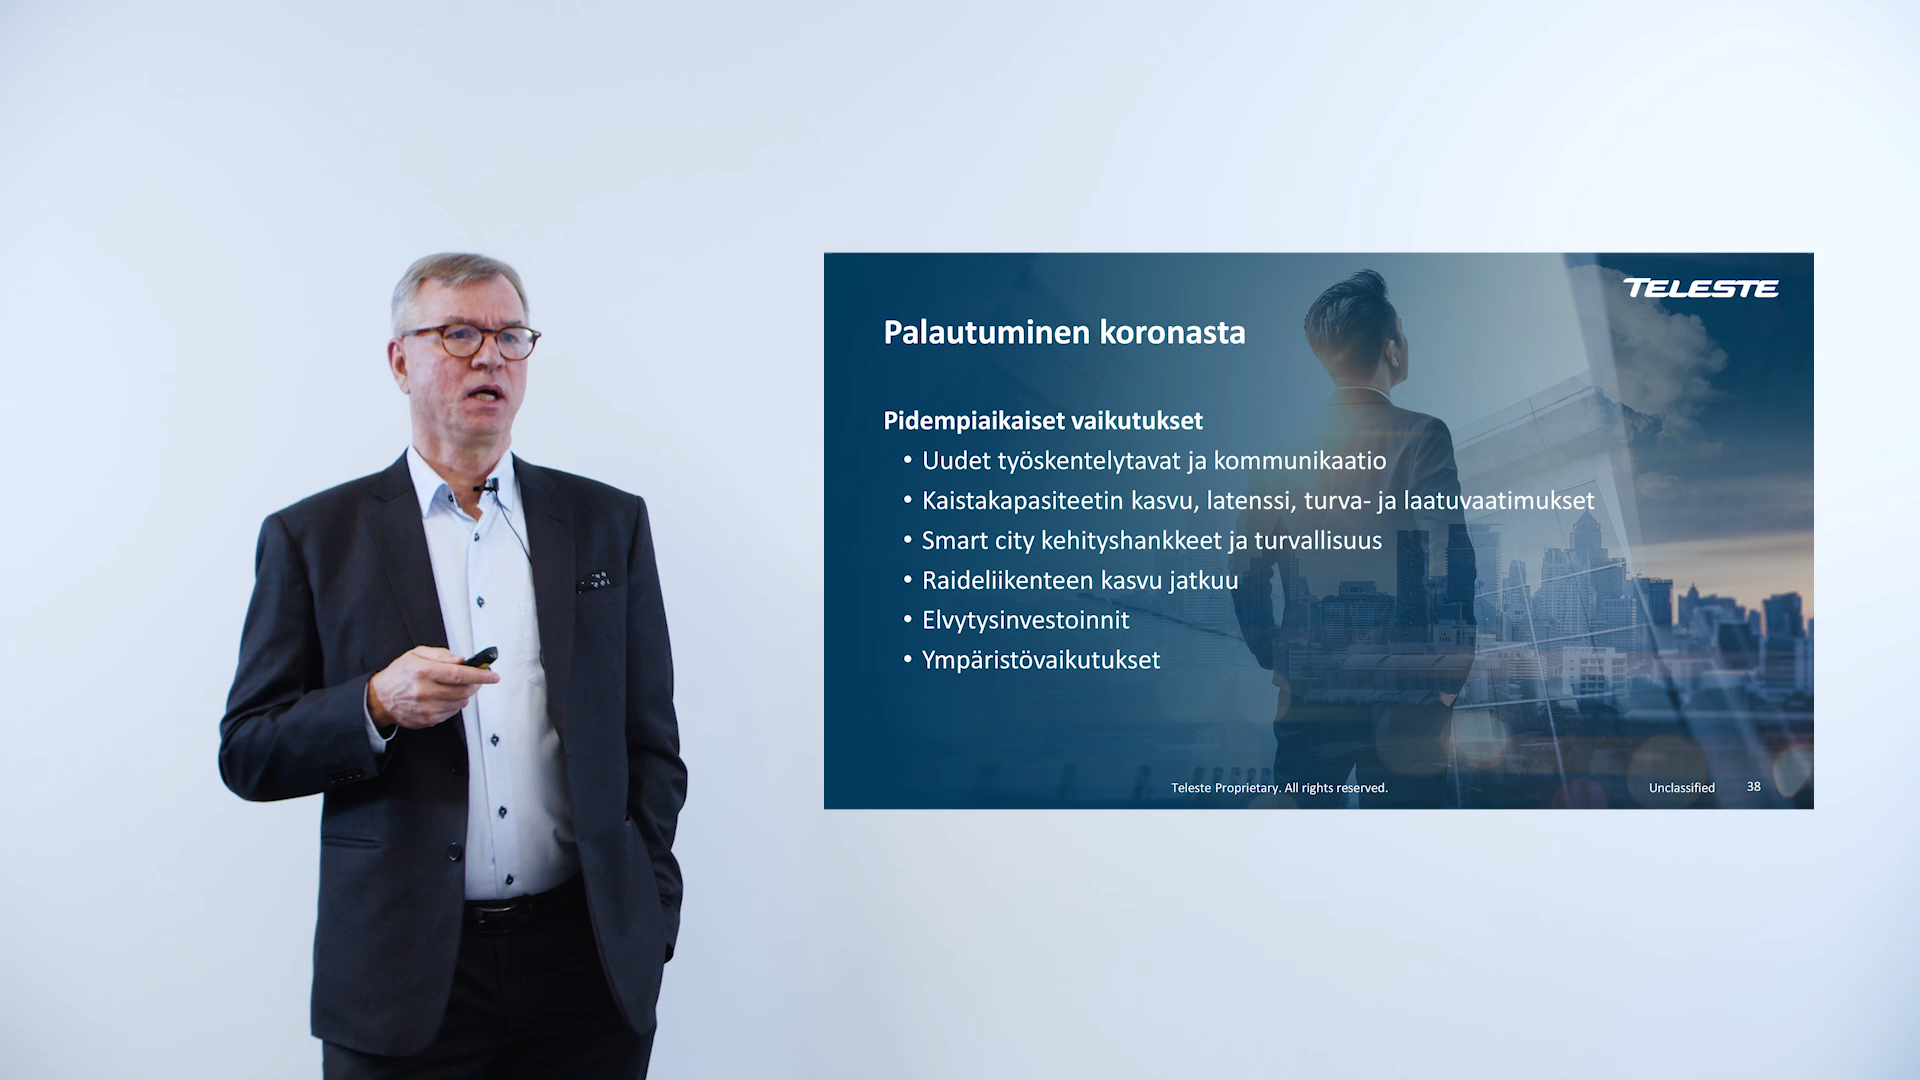 TELESTE
Palautuminen koronasta
Pidempiaikaiset vaikutukset
• Uudet työskentelytavat ja kommunikaatio
• Kaistakapasiteetin kasvu, latenssi, turva- ja laatuvaatimukset
• Smart city kehityshankkeet ja turvallisuus
• Raideliikenteen kasvu jatkuu
• Elvytysinvestoinnit
• Ympäristövaikutukset
Teleste Proprietary. All rights reserved.
Unclassified
38